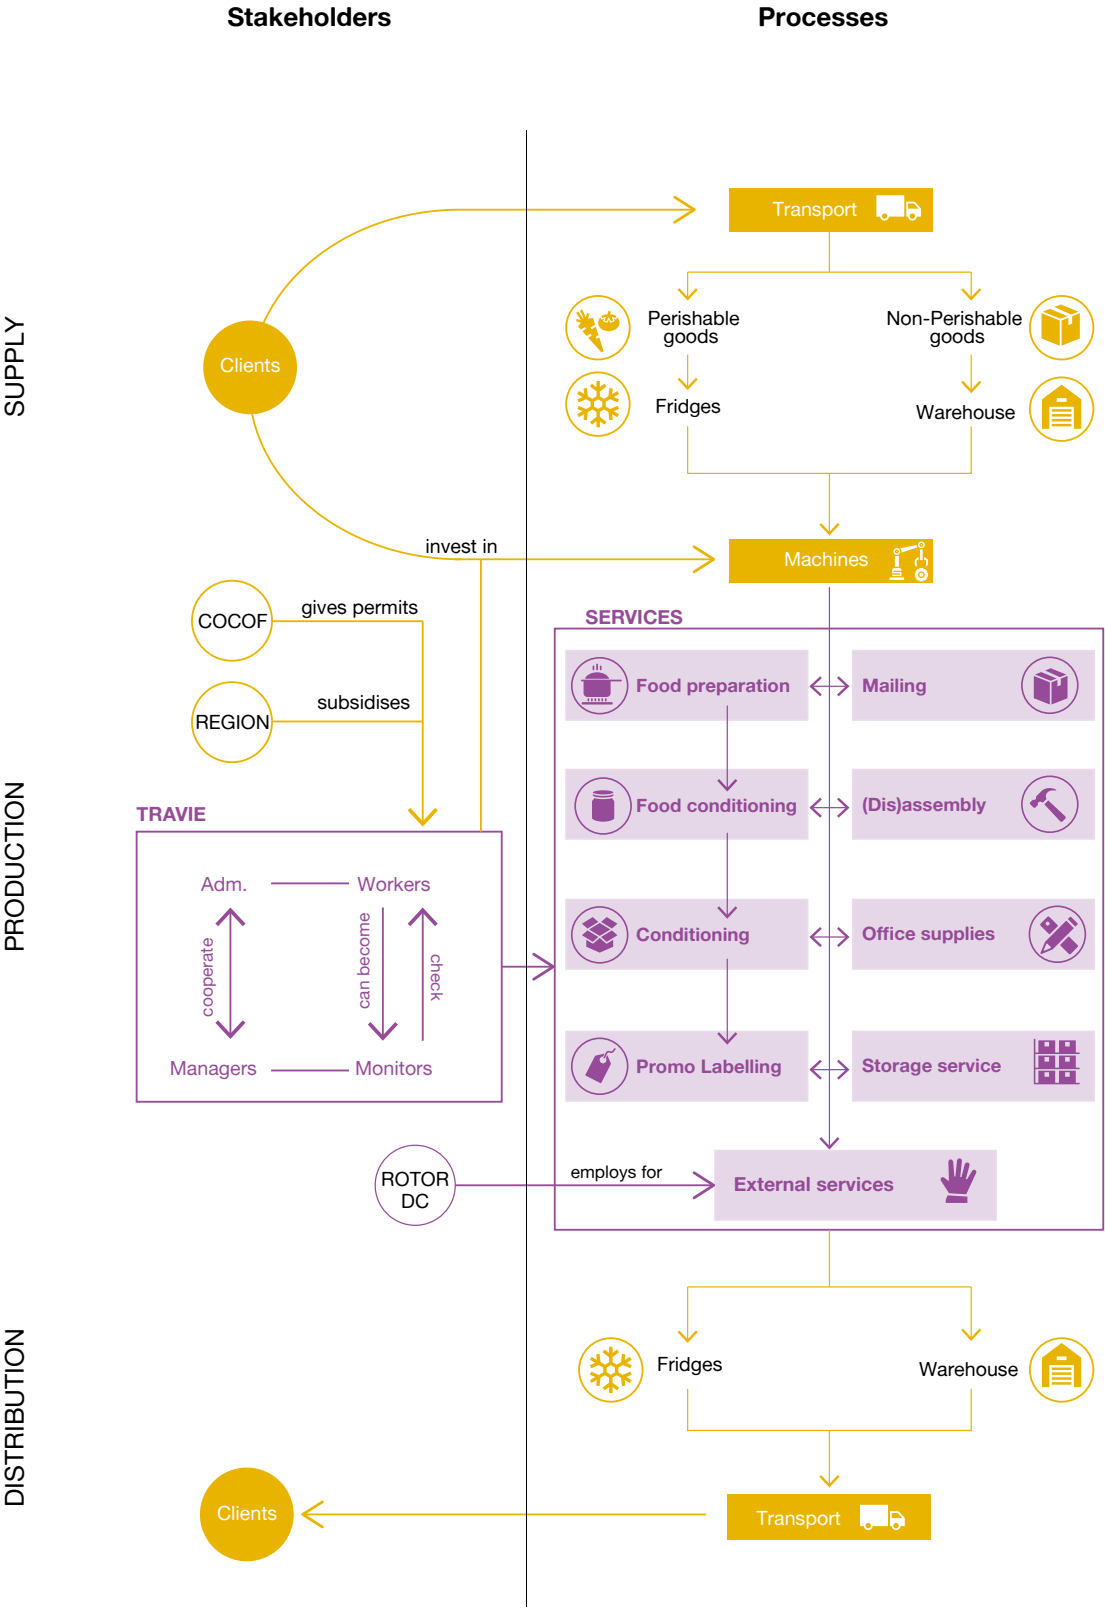 Stakeholders
Processes
SUPPLY
Transport
Perishable
goods
Non-Perishable
goods
Clients
Fridges
Warehouse
invest in
Machines
PRODUCTION
COCOF
gives permits
REGION
subsidises
SERVICES
Food preparation
Mailing
Food conditioning
(Dis)assembly
Conditioning
Office supplies
Promo Labelling
Storage service
TRAVIE
Adm.
Workers
cooperate
can become
check
Managers
Monitors
ROTOR
DC
employs for
External services
DISTRIBUTION
Fridges
Warehouse
Clients
Transport